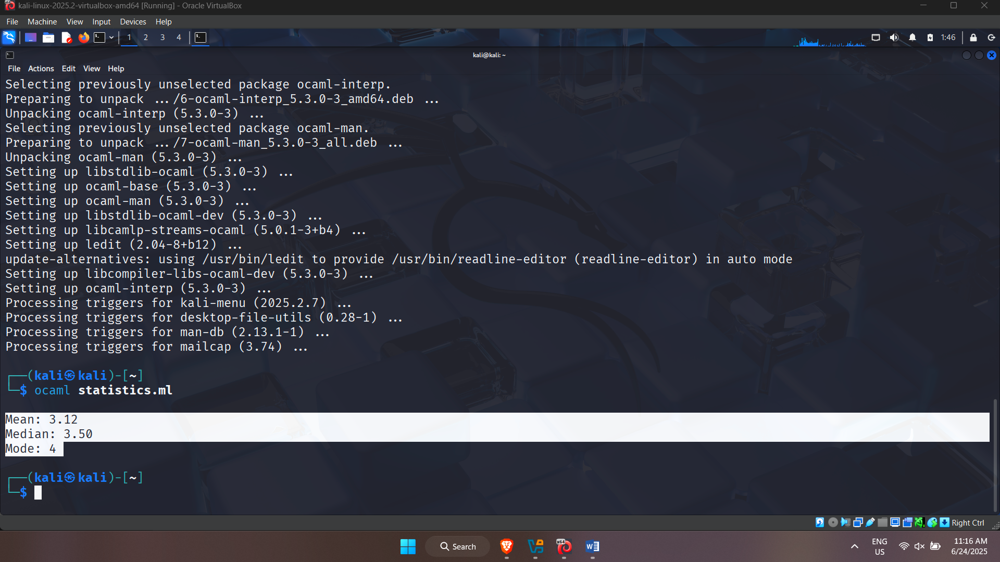 kali-linux-2025.2-virtualbox-amd64 [Running] - Oracle VirtualBox
File Machine View Input Devices Help
1 2 3 4 1:46
kali@kali: ~
File Actions Edit View Help
Selecting previously unselected package ocaml-interp.
Preparing to unpack .../6-ocaml-interp_5.3.0-3_amd64.deb ...
Unpacking ocaml-interp (5.3.0-3) ...
Selecting previously unselected package ocaml-man.
Preparing to unpack .../7-ocaml-man_5.3.0-3_all.deb ...
Unpacking ocaml-man (5.3.0-3) ...
Setting up libstdlib-ocaml (5.3.0-3) ...
Setting up ocaml-base (5.3.0-3) ...
Setting up ocaml-man (5.3.0-3) ...
Setting up libstdlib-ocaml-dev (5.3.0-3) ...
Setting up libcamlp-streams-ocaml (5.0.1-3+b4) ...
Setting up ledit (2.04-8+b12) ...
update-alternatives: using /usr/bin/ledit to provide /usr/bin/readline-editor (readline-editor) in auto mode
Setting up libcompiler-libs-ocaml-dev (5.3.0-3) ...
Setting up ocaml-interp (5.3.0-3) ...
Processing triggers for kali-menu (2025.2.7) ...
Processing triggers for desktop-file-utils (0.28-1) ...
Processing triggers for man-db (2.13.1-1) ...
Processing triggers for mailcap (3.74) ...
┌──(kali㉿kali)-[~]
└─$ ocaml statistics.ml
Mean: 3.12
Median: 3.50
Mode: 4
┌──(kali㉿kali)-[~]
└─$
Right Ctrl
Search
ENG
US
11:16 AM
6/24/2025